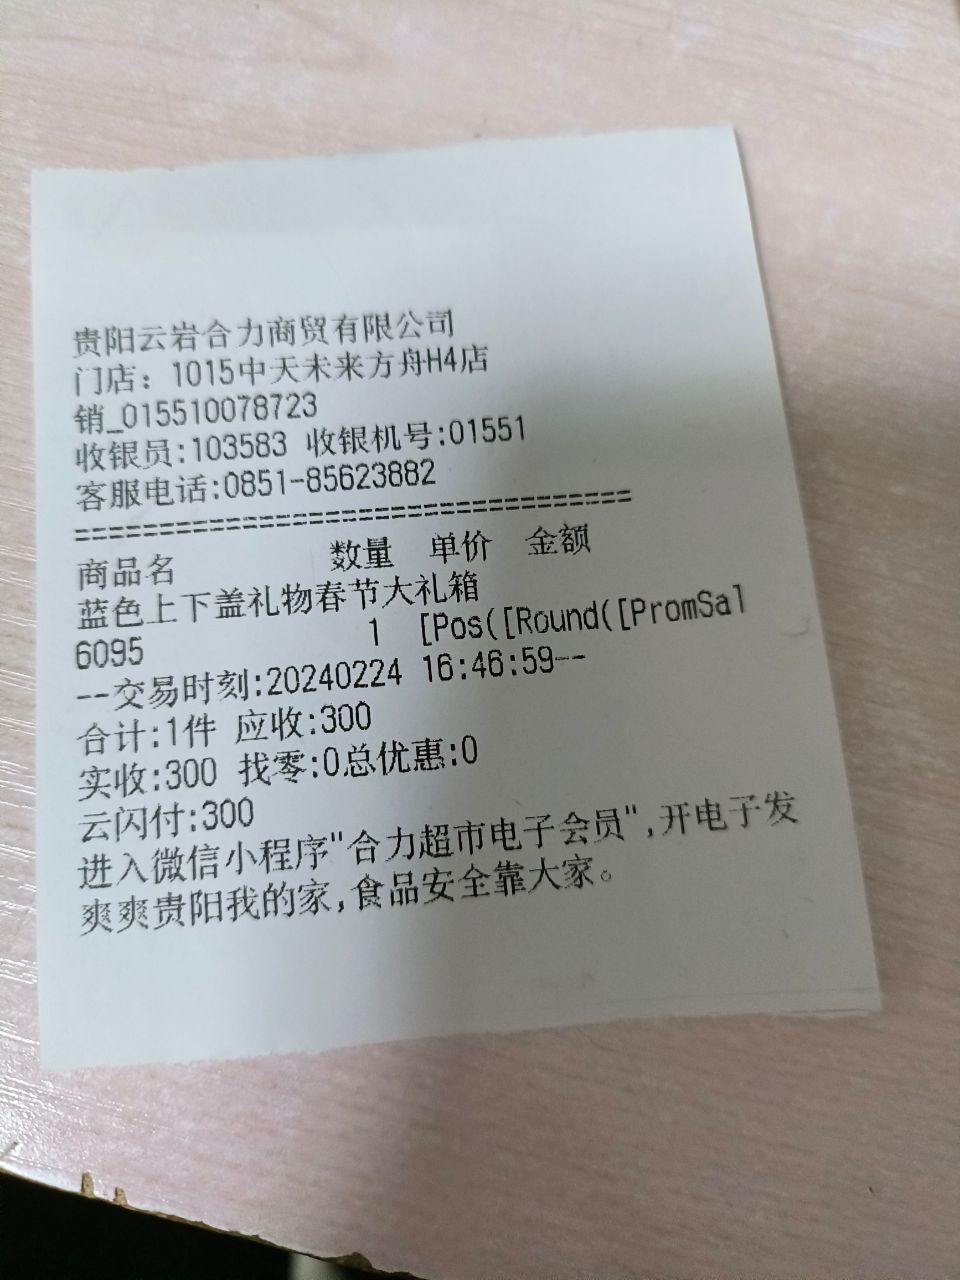 贵阳云岩合力商贸有限公司
门店：1015中天未来方舟H4店
销_015510078723
收银员:103583 收银机号:01551
客服电话:0851-85623882
==================================
商品名 数量 单价 金额
蓝色上下盖礼物春节大礼箱
6095 1 [Pos([Round([PromSal
--交易时刻:20240224 16:46:59--
合计:1件 应收:300
实收:300 找零:0总优惠:0
云闪付:300
进入微信小程序"合力超市电子会员",开电子发
爽爽贵阳我的家,食品安全靠大家。